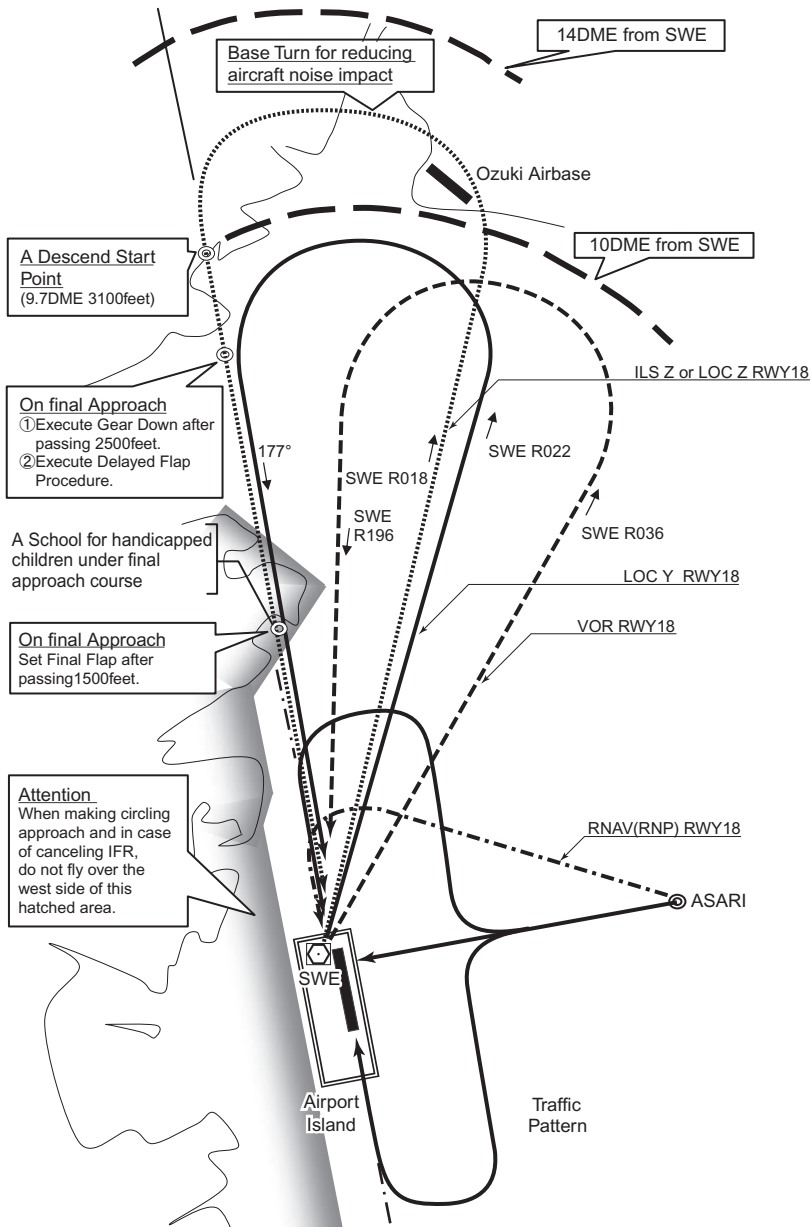 14DME from SWE
Base Turn for reducing
aircraft noise impact
Ozuki Airbase
10DME from SWE
A Descend Start
Point
(9.7DME 3100feet)
ILS Z or LOC Z RWY18
On final Approach
①Execute Gear Down after
passing 2500feet.
②Execute Delayed Flap
Procedure.
177°
SWE R018
SWE R022
SWE
R196
SWE R036
A School for handicapped
children under final
approach course
LOC Y RWY18
On final Approach
Set Final Flap after
passing1500feet.
VOR RWY18
Attention
When making circling
approach and in case
of canceling IFR,
do not fly over the
west side of this
hatched area.
RNAV(RNP) RWY18
ASARI
SWE
Airport
Island
Traffic
Pattern